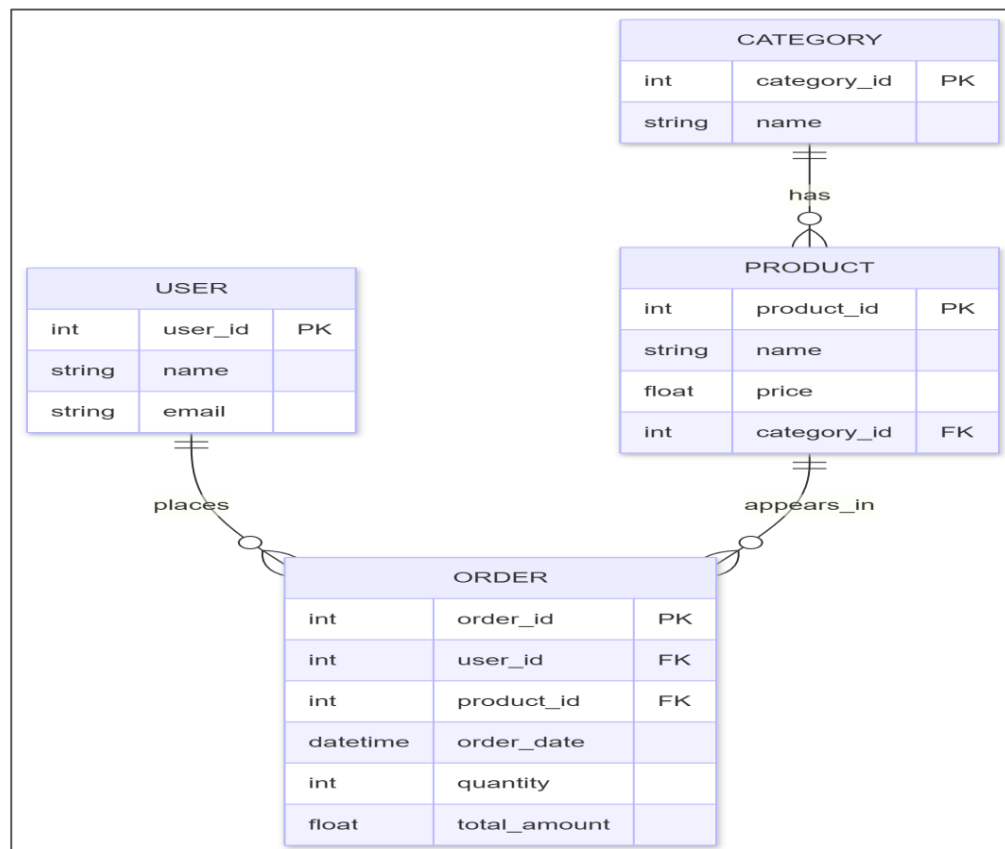 CATEGORY
int category_id PK
string name
has
PRODUCT
int product_id PK
string name
float price
int category_id FK
USER
int user_id PK
string name
string email
places
appears_in
ORDER
int order_id PK
int user_id FK
int product_id FK
datetime order_date
int quantity
float total_amount